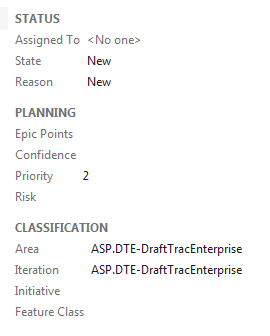 STATUS
Assigned To <No one>
State New
Reason New
PLANNING
Epic Points
Confidence
Priority 2
Risk
CLASSIFICATION
Area ASP.DTE-DraftTracEnterprise
Iteration ASP.DTE-DraftTracEnterprise
Initiative
Feature Class